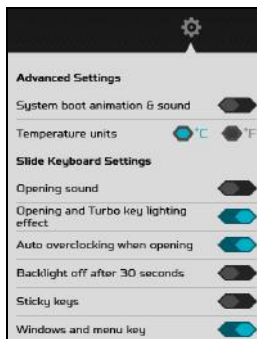 Advanced Settings
System boot animation & sound
Temperature units °C °F
Slide Keyboard Settings
Opening sound
Opening and Turbo key lighting
effect
Auto overclocking when opening
Backlight off after 30 seconds
Sticky keys
Windows and menu key